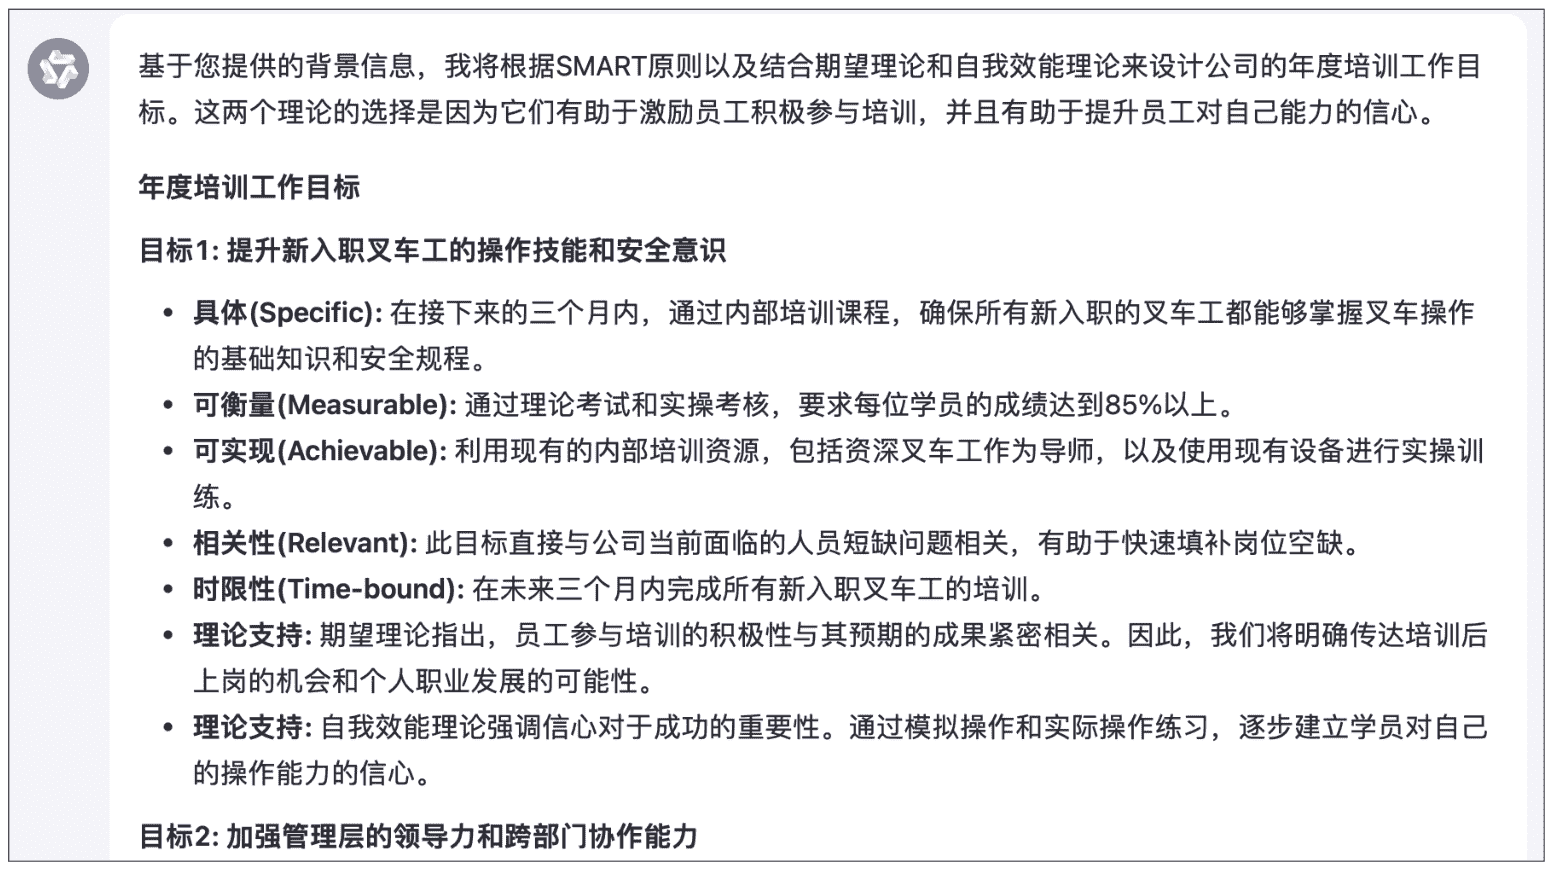 基于您提供的背景信息，我将根据SMART原则以及结合期望理论和自我效能理论来设计公司的年度培训工作目
标。这两个理论的选择是因为它们有助于激励员工积极参与培训，并且有助于提升员工对自己能力的信心。
年度培训工作目标
目标1: 提升新入职叉车工的操作技能和安全意识
• 具体(Specific): 在接下来的三个月内，通过内部培训课程，确保所有新入职的叉车工都能够掌握叉车操作
的基础知识和安全规程。
• 可衡量(Measurable): 通过理论考试和实操考核，要求每位学员的成绩达到85%以上。
• 可实现(Achievable): 利用现有的内部培训资源，包括资深叉车工作为导师，以及使用现有设备进行实操训
练。
• 相关性(Relevant): 此目标直接与公司当前面临的人员短缺问题相关，有助于快速填补岗位空缺。
• 时限性(Time-bound): 在未来三个月内完成所有新入职叉车工的培训。
• 理论支持: 期望理论指出，员工参与培训的积极性与其预期的成果紧密相关。因此，我们将明确传达培训后
上岗的机会和个人职业发展的可能性。
• 理论支持: 自我效能理论强调信心对于成功的重要性。通过模拟操作和实际操作练习，逐步建立学员对自己
的操作能力的信心。
目标2: 加强管理层的领导力和跨部门协作能力